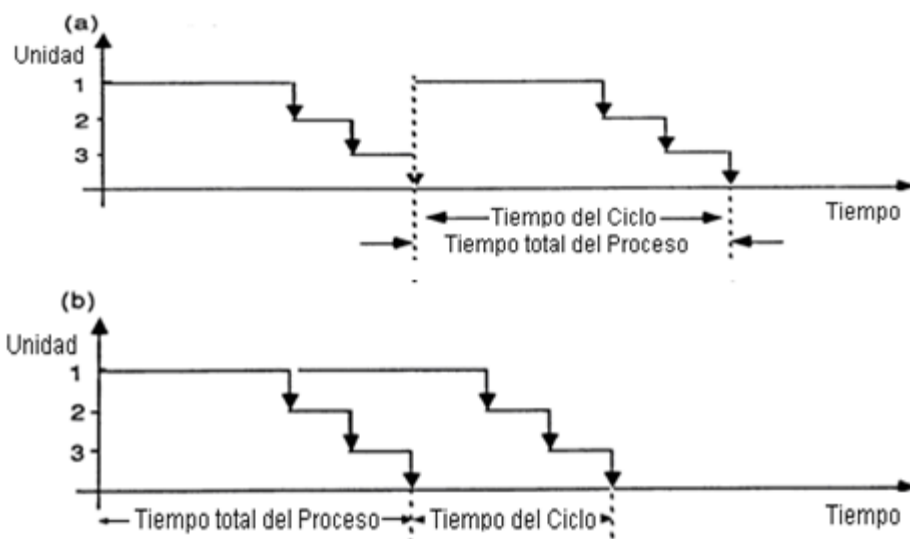 (a)
Unidad
1
2
3
Tiempo del Ciclo
Tiempo
Tiempo total del Proceso
(b)
Unidad
1
2
3
Tiempo total del Proceso
Tiempo del Ciclo
Tiempo